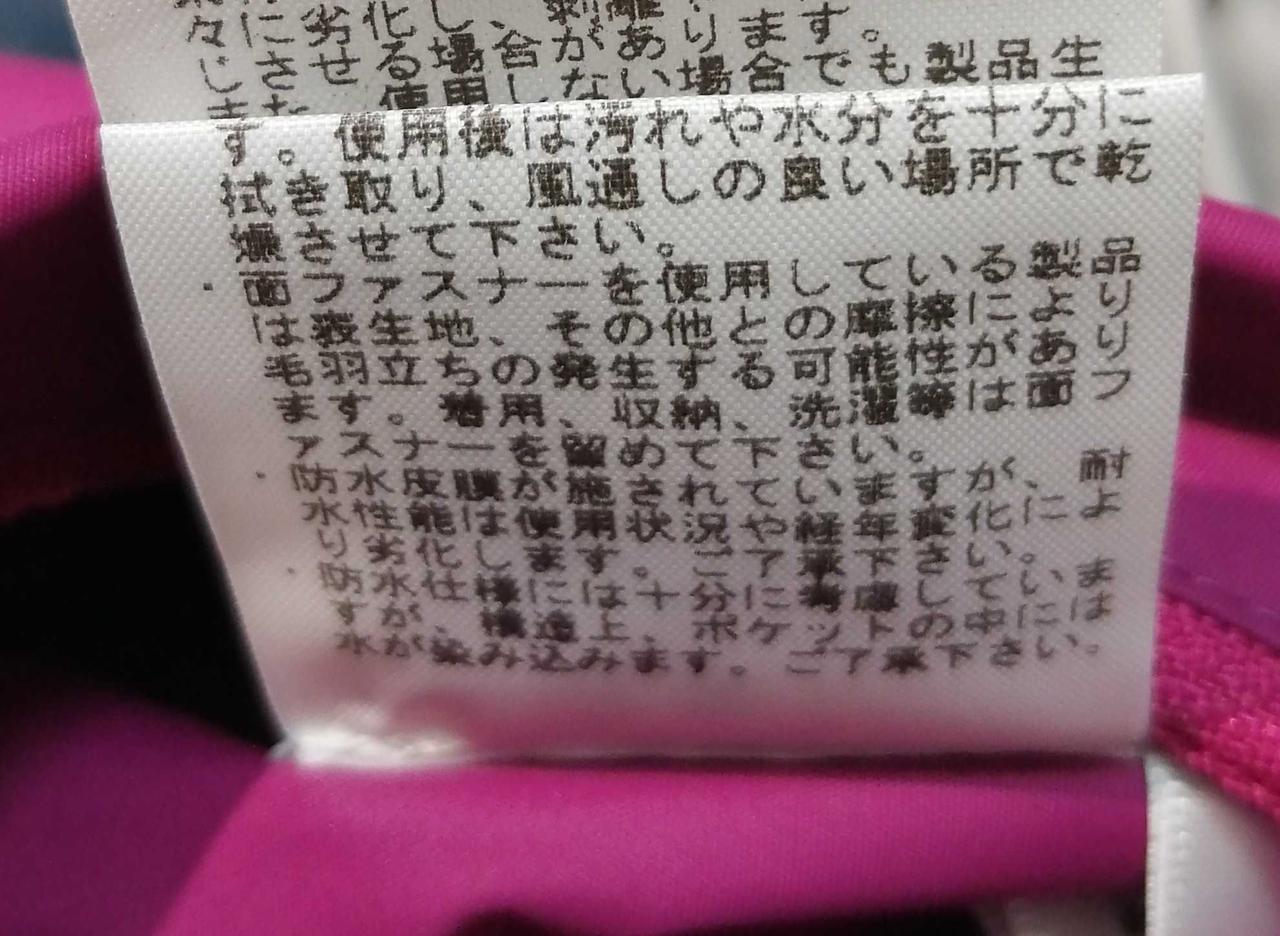 々に劣化し、剥離あります。
じさせる場合がい場合でも製品生
ます。使用後は汚れや水分を十分に
拭き取り、風通しの良い場所で乾
燥させて下さい。
・面ファスナーを使用している製品
は表生地、その他との摩擦により
毛羽立ちの発生する可能性があり
ます。着用、収納、洗濯等は面フ
ァスナーを留めて下さい。
・防水皮膜が施されていますが、耐
水性能は使用状況や経年変化によ
り劣化します。ご了承下さい。
・防水仕様には十分に考慮していま
すが、構造上、ポケットの中には
水が染み込みます。ご了承下さい。